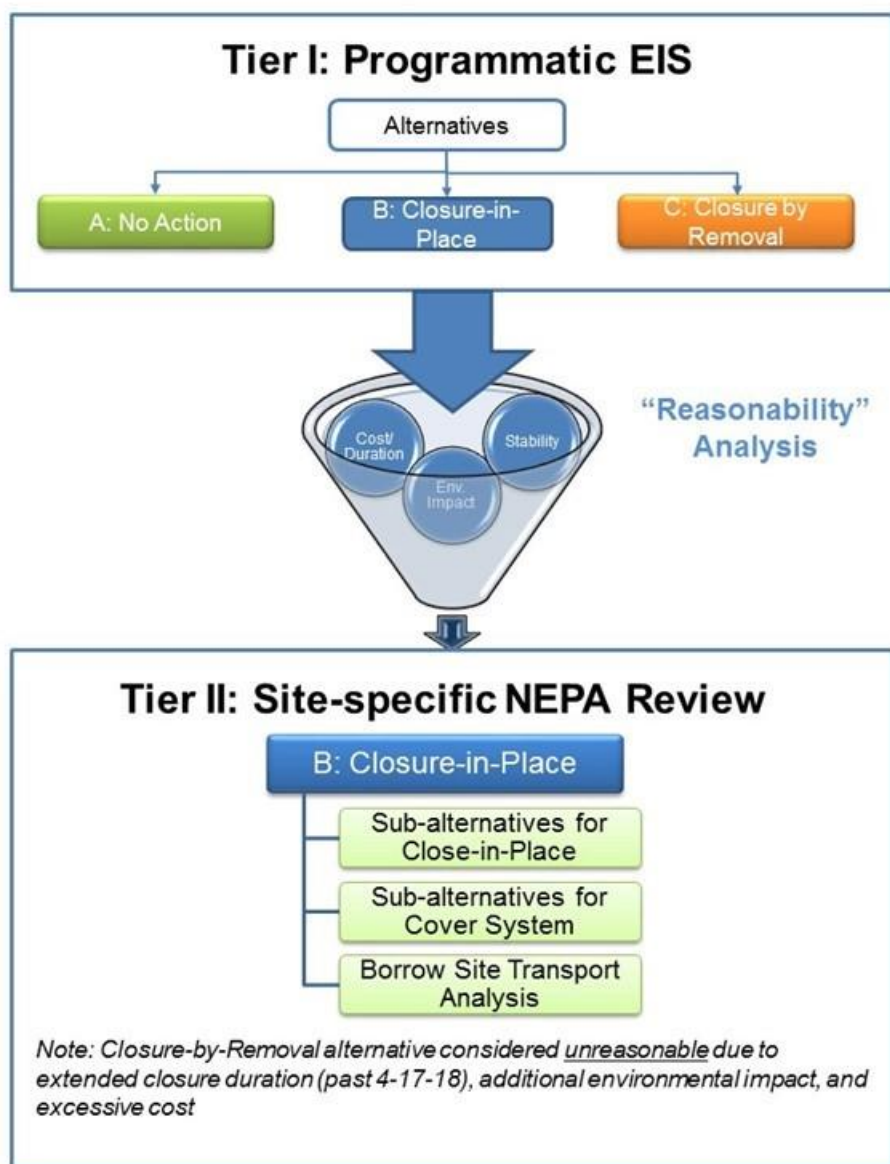 Tier I: Programmatic EIS
Alternatives
A: No Action
B: Closure-in-
Place
C: Closure by
Removal
“Reasonability”
Analysis
Cost/
Duration
Stability
Env.
Impact
Tier II: Site-specific NEPA Review
B: Closure-in-Place
Sub-alternatives for
Close-in-Place
Sub-alternatives for
Cover System
Borrow Site Transport
Analysis
Note: Closure-by-Removal alternative considered unreasonable due to
extended closure duration (past 4-17-18), additional environmental impact, and
excessive cost